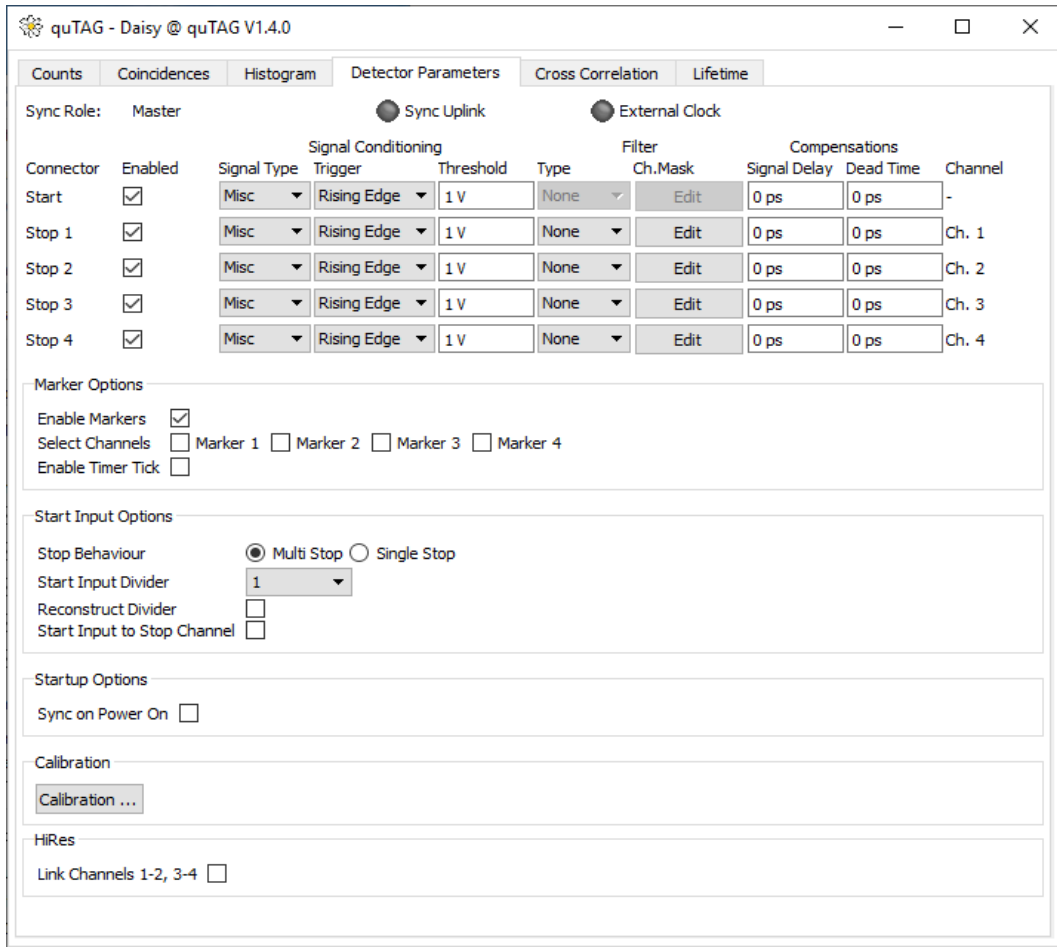 quTAG - Daisy @ quTAG V1.4.0
Counts Coincidences Histogram Detector Parameters Cross Correlation Lifetime
Sync Role: Master Sync Uplink External Clock
Signal Conditioning Filter Compensations
Connector Enabled Signal Type Trigger Threshold Type Ch.Mask Signal Delay Dead Time Channel
Start Misc Rising Edge 1 V None Edit 0 ps 0 ps -
Stop 1 Misc Rising Edge 1 V None Edit 0 ps 0 ps Ch. 1
Stop 2 Misc Rising Edge 1 V None Edit 0 ps 0 ps Ch. 2
Stop 3 Misc Rising Edge 1 V None Edit 0 ps 0 ps Ch. 3
Stop 4 Misc Rising Edge 1 V None Edit 0 ps 0 ps Ch. 4
Marker Options
Enable Markers
Select Channels Marker 1 Marker 2 Marker 3 Marker 4
Enable Timer Tick
Start Input Options
Stop Behaviour Multi Stop Single Stop
Start Input Divider 1
Reconstruct Divider
Start Input to Stop Channel
Startup Options
Sync on Power On
Calibration
Calibration ...
HiRes
Link Channels 1-2, 3-4